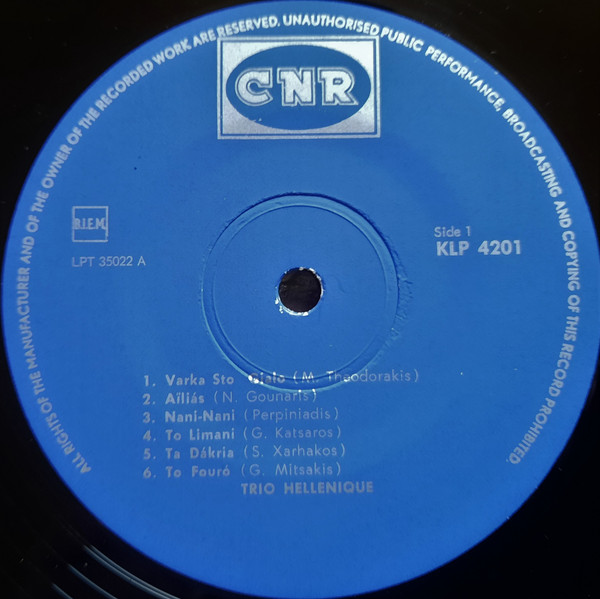 ALL RIGHTS OF THE MANUFACTURER AND OF THE OWNER OF THE RECORDED WORK ARE RESERVED. UNAUTHORISED PUBLIC PERFORMANCE, BROADCASTING AND COPYING OF THIS RECORD PROHIBITED.
CNR
B.I.E.M.
LPT 35022 A
Side 1
KLP 4201
1. Varka Sto Gialo (M. Theodorakis)
2. Aïliás (N. Gounaris)
3. Nani-Nani (Perpiniadis)
4. To Limani (G. Katsaros)
5. Ta Dákria (S. Xarhakos)
6. To Fouró (G. Mitsakis)
TRIO HELLENIQUE